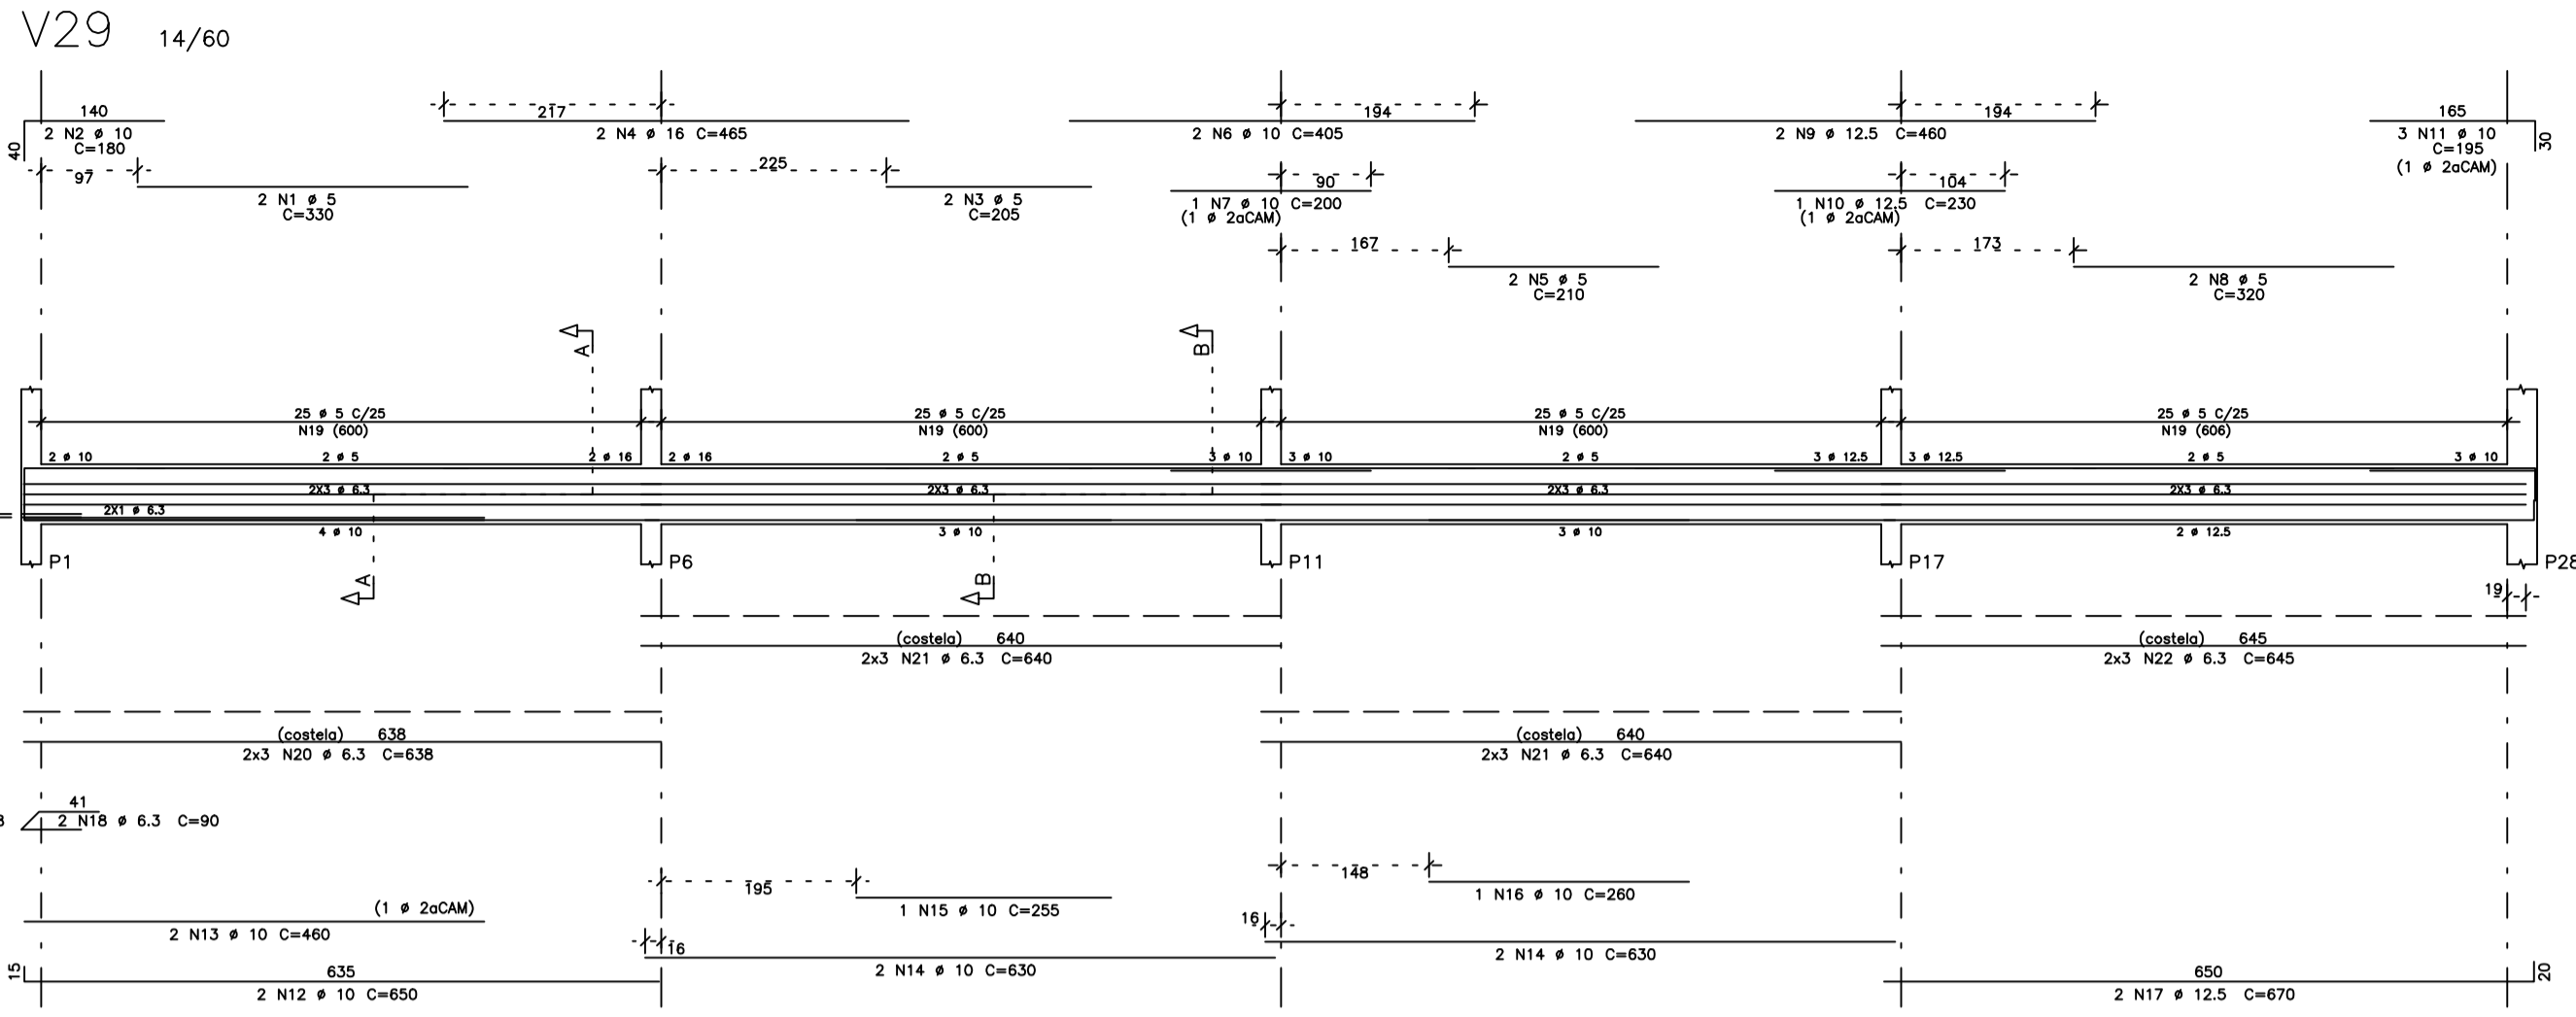 V29 14/60
140 217 194 194 165
2 N2 ø 10 2 N4 ø 16 C=465 2 N6 ø 10 C=405 2 N9 ø 12.5 C=460 3 N11 ø 10
C=180 C=195
40 30
(1 ø 2aCAM)
97 225 90 104
2 N1 ø 5 2 N3 ø 5 1 N7 ø 10 C=200 1 N10 ø 12.5 C=230
C=330 C=205 (1 ø 2aCAM) (1 ø 2aCAM)
167 173
2 N5 ø 5 2 N8 ø 5
C=210 C=320
A B
25 ø 5 C/25 25 ø 5 C/25 25 ø 5 C/25 25 ø 5 C/25
N19 (600) N19 (600) N19 (600) N19 (606)
2 ø 10 2 ø 5 2 ø 16 2 ø 16 2 ø 5 3 ø 10 3 ø 10 2 ø 5 3 ø 12.5 3 ø 12.5 2 ø 5 3 ø 10
2X3 ø 6.3 2X3 ø 6.3 2X3 ø 6.3 2X3 ø 6.3
2X1 ø 6.3
4 ø 10 3 ø 10 3 ø 10 2 ø 12.5
P1 P6 P11 P17 P28
A B
19
(costela) 640 (costela) 645
2x3 N21 ø 6.3 C=640 2x3 N22 ø 6.3 C=645
(costela) 638 (costela) 640
2x3 N20 ø 6.3 C=638 2x3 N21 ø 6.3 C=640
41
2 N18 ø 6.3 C=90
195 148
1 N15 ø 10 C=255 1 N16 ø 10 C=260
(1 ø 2aCAM)
2 N13 ø 10 C=460
16 16
2 N14 ø 10 C=630 2 N14 ø 10 C=630
15 635 650 20
2 N12 ø 10 C=650 2 N17 ø 12.5 C=670